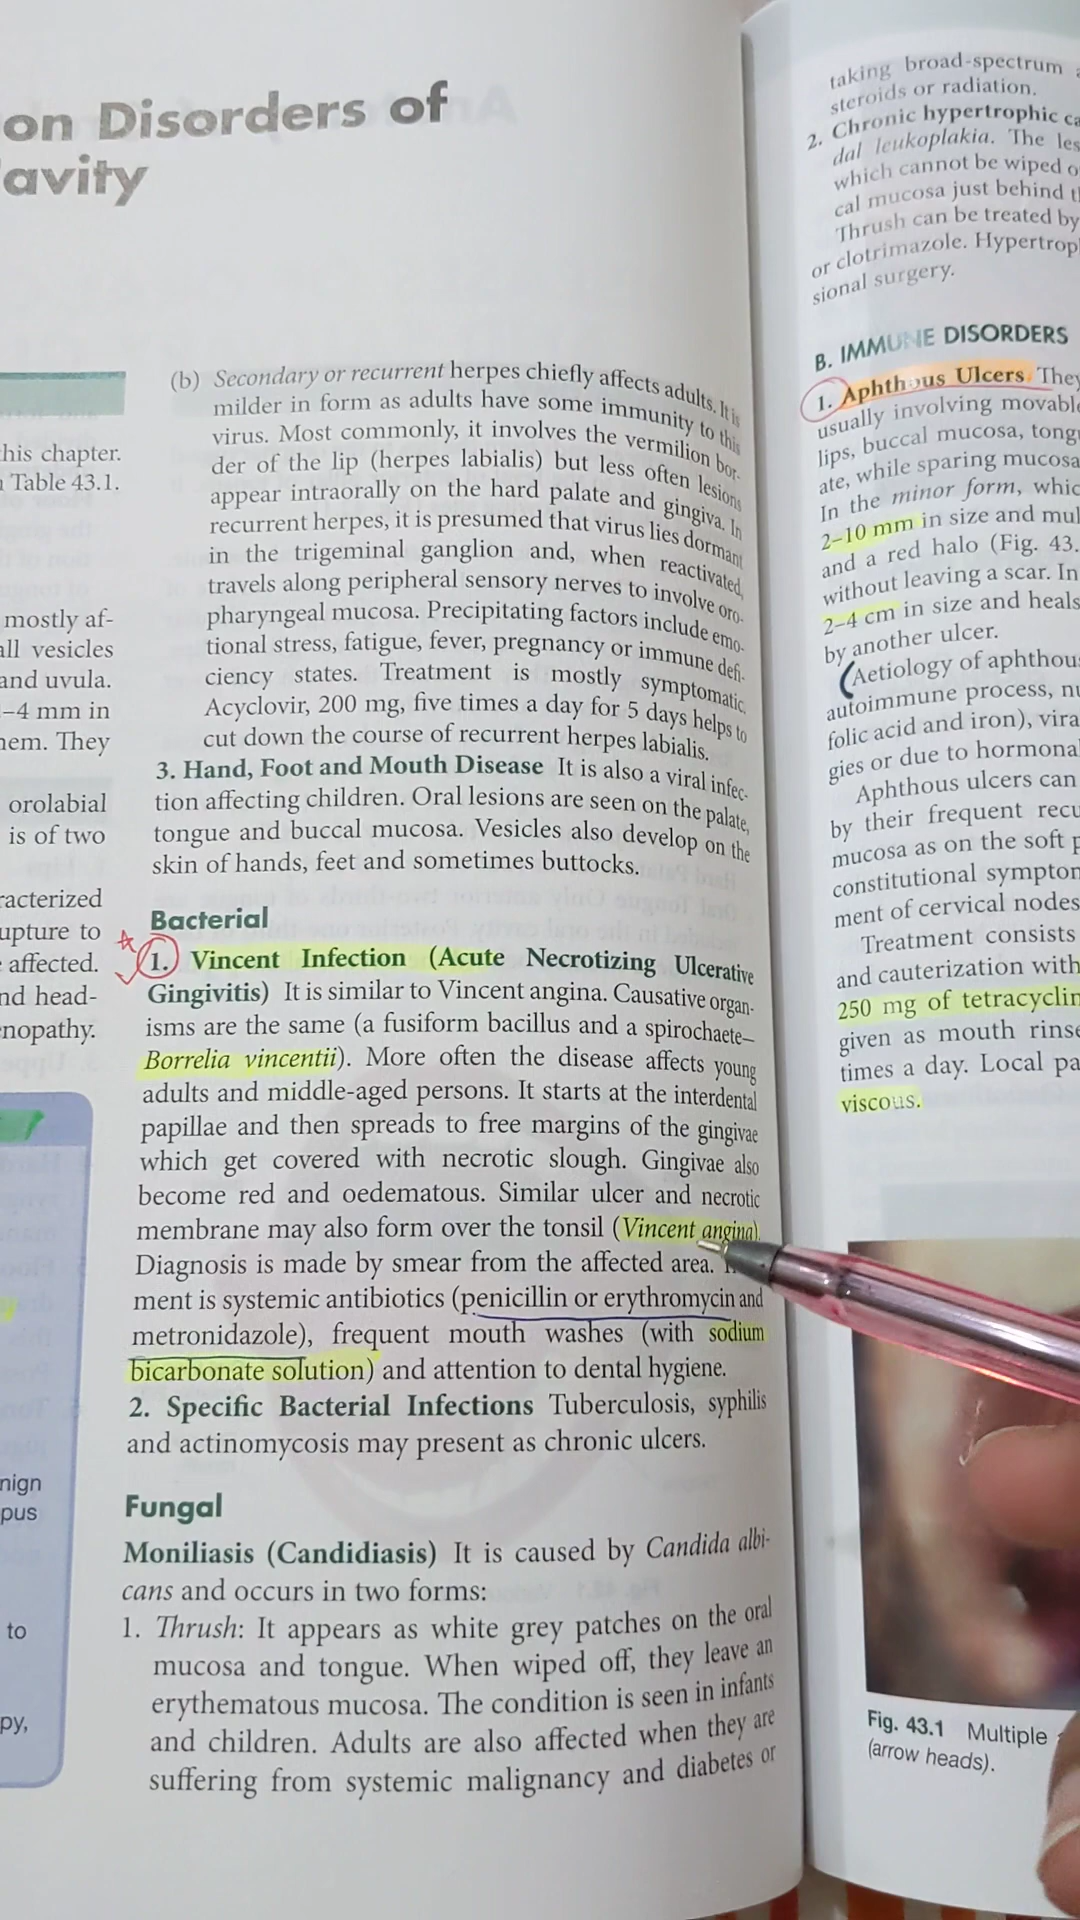 on Disorders of
avity
his chapter.
Table 43.1.
mostly af-
all vesicles
and uvula.
–4 mm in
hem. They
orolabial
is of two
racterized
upture to
affected.
nd head-
nopathy.
nign
pus
to
py,
(b) Secondary or recurrent herpes chiefly affects adults. It is
milder in form as adults have some immunity to this
virus. Most commonly, it involves the vermilion bor-
der of the lip (herpes labialis) but less often lesions
appear intraorally on the hard palate and gingiva. In
recurrent herpes, it is presumed that virus lies dormant
in the trigeminal ganglion and, when reactivated,
travels along peripheral sensory nerves to involve oro-
pharyngeal mucosa. Precipitating factors include emo-
tional stress, fatigue, fever, pregnancy or immune defi-
ciency states. Treatment is mostly symptomatic.
Acyclovir, 200 mg, five times a day for 5 days helps to
cut down the course of recurrent herpes labialis.
3. Hand, Foot and Mouth Disease It is also a viral infec-
tion affecting children. Oral lesions are seen on the palate,
tongue and buccal mucosa. Vesicles also develop on the
skin of hands, feet and sometimes buttocks.
Bacterial
1. Vincent Infection (Acute Necrotizing Ulcerative
Gingivitis) It is similar to Vincent angina. Causative organ-
isms are the same (a fusiform bacillus and a spirochaete–
Borrelia vincentii). More often the disease affects young
adults and middle-aged persons. It starts at the interdental
papillae and then spreads to free margins of the gingivae
which get covered with necrotic slough. Gingivae also
become red and oedematous. Similar ulcer and necrotic
membrane may also form over the tonsil (Vincent angina).
Diagnosis is made by smear from the affected area.
ment is systemic antibiotics (penicillin or erythromycin and
metronidazole), frequent mouth washes (with sodium
bicarbonate solution) and attention to dental hygiene.
2. Specific Bacterial Infections Tuberculosis, syphilis
and actinomycosis may present as chronic ulcers.
Fungal
Moniliasis (Candidiasis) It is caused by Candida albi-
cans and occurs in two forms:
1. Thrush: It appears as white grey patches on the oral
mucosa and tongue. When wiped off, they leave an
erythematous mucosa. The condition is seen in infants
and children. Adults are also affected when they are
suffering from systemic malignancy and diabetes or
taking broad-spectrum
steroids or radiation.
2. Chronic hypertrophic ca
dal leukoplakia. The les
which cannot be wiped o
cal mucosa just behind t
Thrush can be treated by
or clotrimazole. Hypertrop
sional surgery.
B. IMMUNE DISORDERS
1. Aphthous Ulcers They
usually involving movable
lips, buccal mucosa, tong
ate, while sparing mucosa
In the minor form, whic
2–10 mm in size and mul
and a red halo (Fig. 43.
without leaving a scar. In
2–4 cm in size and heals
by another ulcer.
Aetiology of aphthou
autoimmune process, nu
folic acid and iron), vira
gies or due to hormona
Aphthous ulcers can
by their frequent recu
mucosa as on the soft p
constitutional sympton
ment of cervical nodes
Treatment consists
and cauterization with
250 mg of tetracyclin
given as mouth rinse
times a day. Local pa
viscous.
Fig. 43.1 Multiple
(arrow heads).